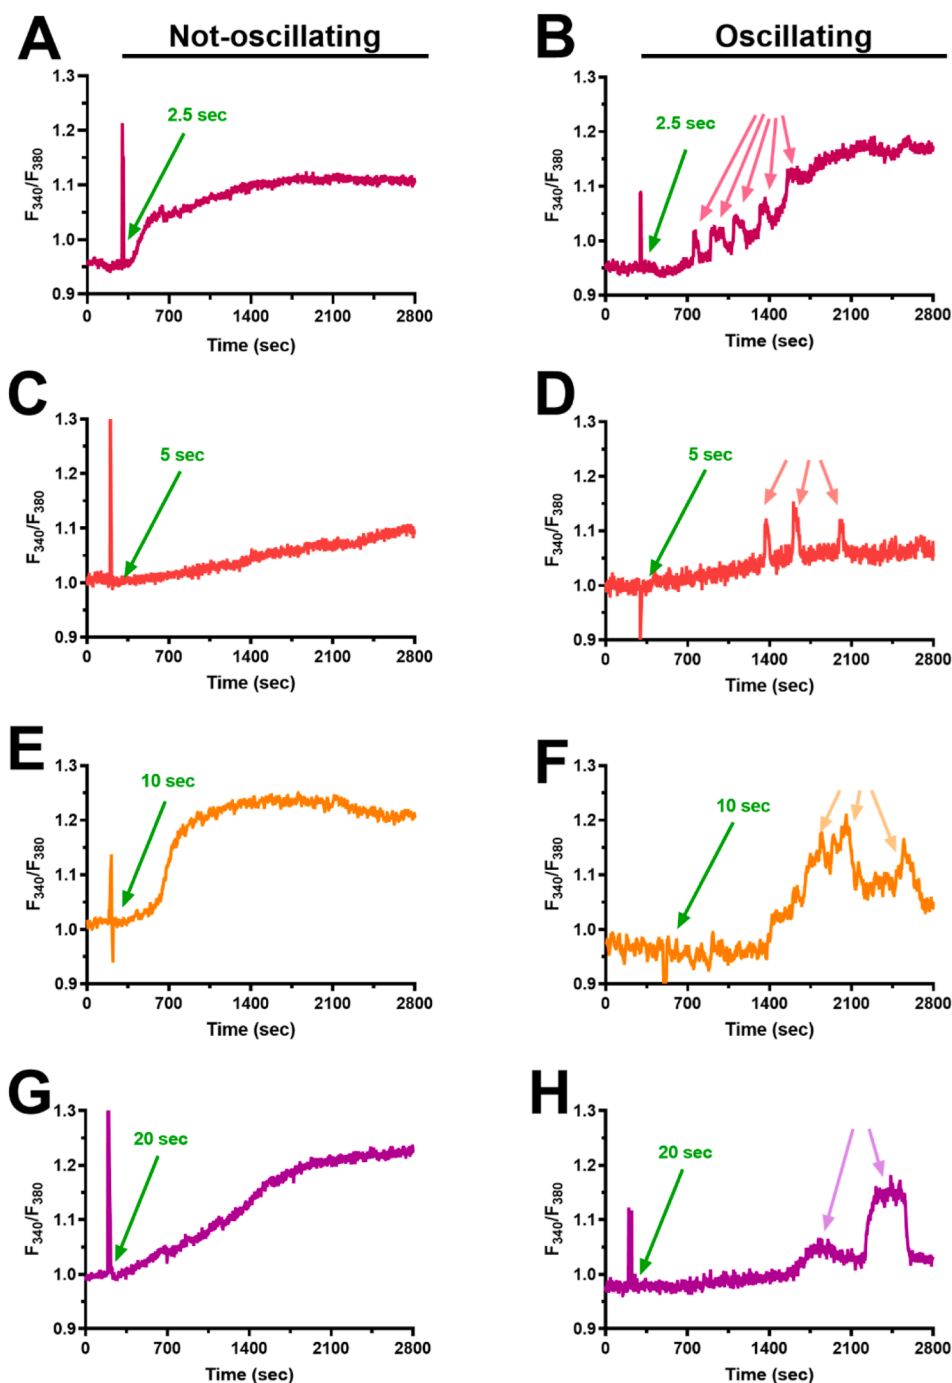 A
Not-oscillating
B
Oscillating
1.3
1.2
1.1
1.0
0.9
F340/F380
2.5 sec
0 700 1400 2100 2800
Time (sec)
1.3
1.2
1.1
1.0
0.9
F340/F380
2.5 sec
0 700 1400 2100 2800
Time (sec)
C
1.3
1.2
1.1
1.0
0.9
F340/F380
5 sec
0 700 1400 2100 2800
Time (sec)
D
1.3
1.2
1.1
1.0
0.9
F340/F380
5 sec
0 700 1400 2100 2800
Time (sec)
E
1.3
1.2
1.1
1.0
0.9
F340/F380
10 sec
0 700 1400 2100 2800
Time (sec)
F
1.3
1.2
1.1
1.0
0.9
F340/F380
10 sec
0 700 1400 2100 2800
Time (sec)
G
1.3
1.2
1.1
1.0
0.9
F340/F380
20 sec
0 700 1400 2100 2800
Time (sec)
H
1.3
1.2
1.1
1.0
0.9
F340/F380
20 sec
0 700 1400 2100 2800
Time (sec)